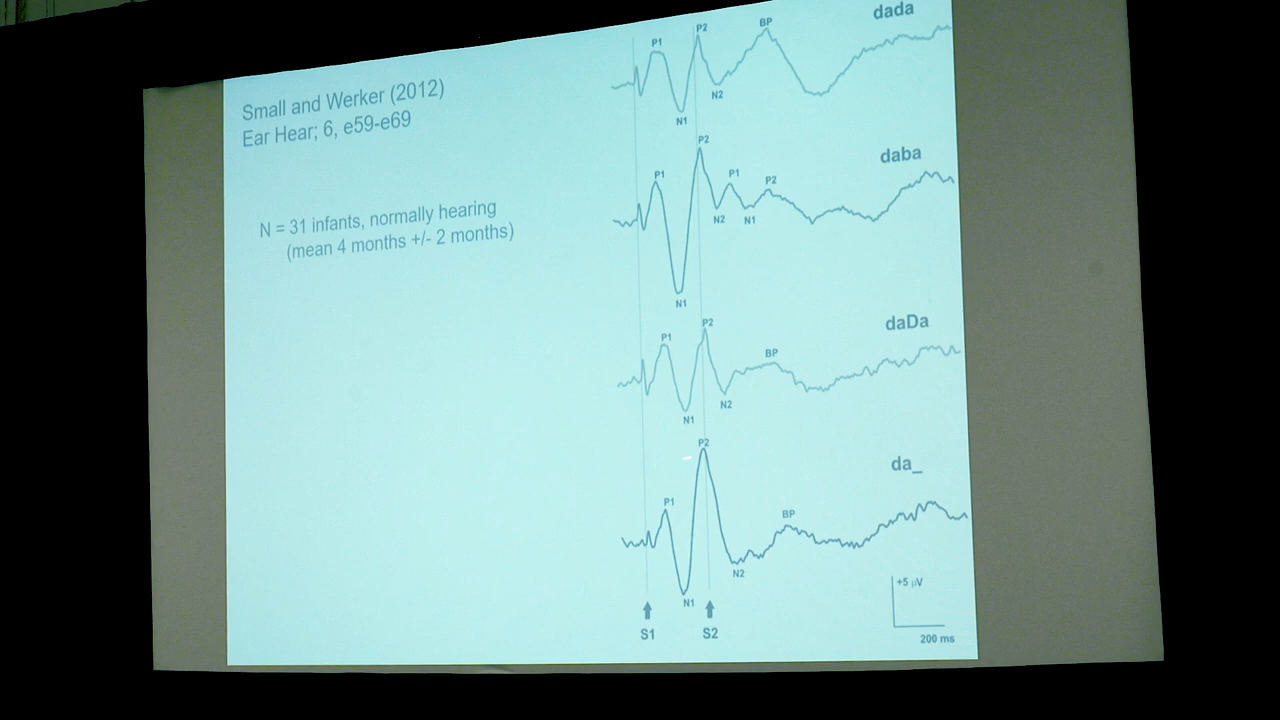 Small and Werker (2012)
Ear Hear; 6, e59-e69
N = 31 infants, normally hearing
(mean 4 months +/- 2 months)
dada
P1
N1
P2
N2
BP
daba
P1
N1
P2
N2
P1
N1
P2
daDa
P1
N1
P2
N2
BP
da_
P1
N1
P2
N2
BP
S1
S2
+5 µV
200 ms